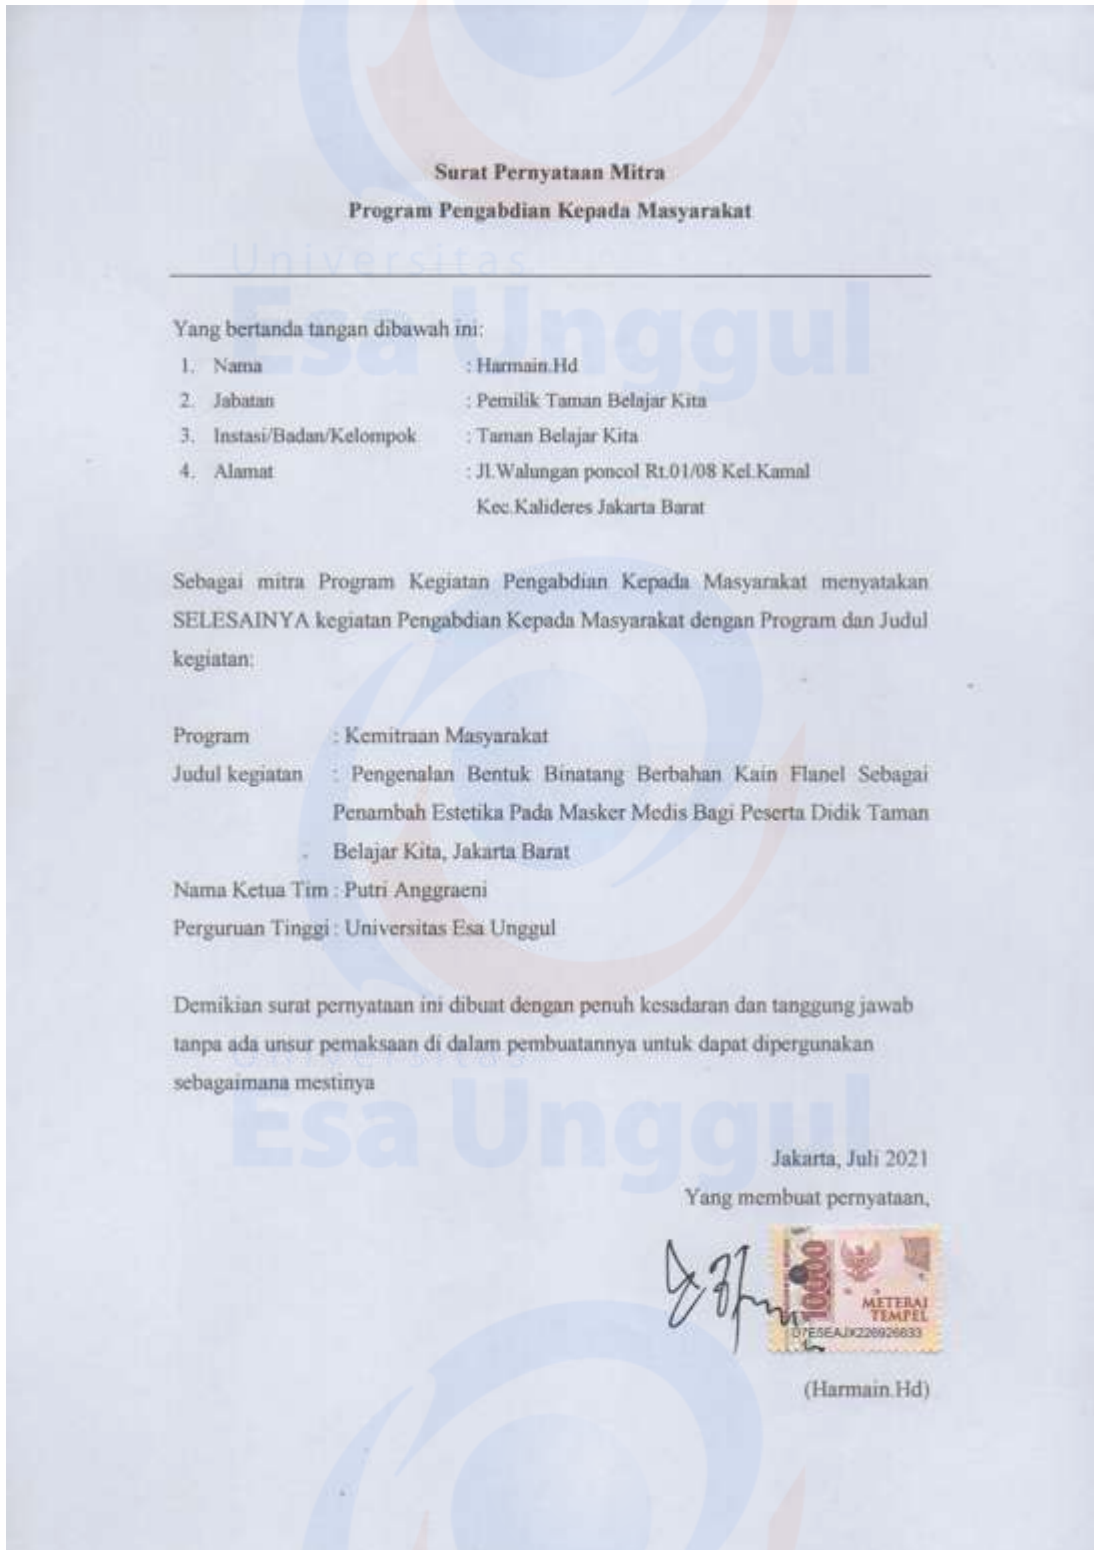 Surat Pernyataan Mitra
Program Pengabdian Kepada Masyarakat
Universitas
Esa Unggul
Yang bertanda tangan dibawah ini:
1. Nama : Harmain.Hd
2. Jabatan : Pemilik Taman Belajar Kita
3. Instasi/Badan/Kelompok : Taman Belajar Kita
4. Alamat : Jl.Walungan poncol Rt.01/08 Kel.Kamal
Kec.Kalideres Jakarta Barat
Sebagai mitra Program Kegiatan Pengabdian Kepada Masyarakat menyatakan
SELESAINYA kegiatan Pengabdian Kepada Masyarakat dengan Program dan Judul
kegiatan:
Program : Kemitraan Masyarakat
Judul kegiatan : Pengenalan Bentuk Binatang Berbahan Kain Flanel Sebagai
Penambah Estetika Pada Masker Medis Bagi Peserta Didik Taman
Belajar Kita, Jakarta Barat
Nama Ketua Tim : Putri Anggraeni
Perguruan Tinggi : Universitas Esa Unggul
Demikian surat pernyataan ini dibuat dengan penuh kesadaran dan tanggung jawab
tanpa ada unsur pemaksaan di dalam pembuatannya untuk dapat dipergunakan
sebagaimana mestinya
Universitas
Esa Unggul
Jakarta, Juli 2021
Yang membuat pernyataan,
10000
METERAI
TEMPEL
(Harmain.Hd)